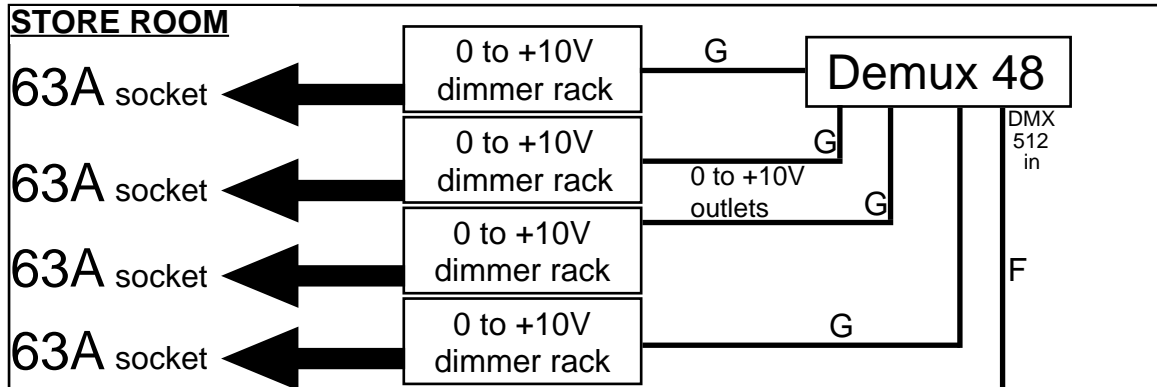 STORE ROOM
63A socket
0 to +10V
dimmer rack
G
Demux 48
DMX
512
in
63A socket
0 to +10V
dimmer rack
G
0 to +10V
outlets
G
63A socket
0 to +10V
dimmer rack
F
63A socket
0 to +10V
dimmer rack
G